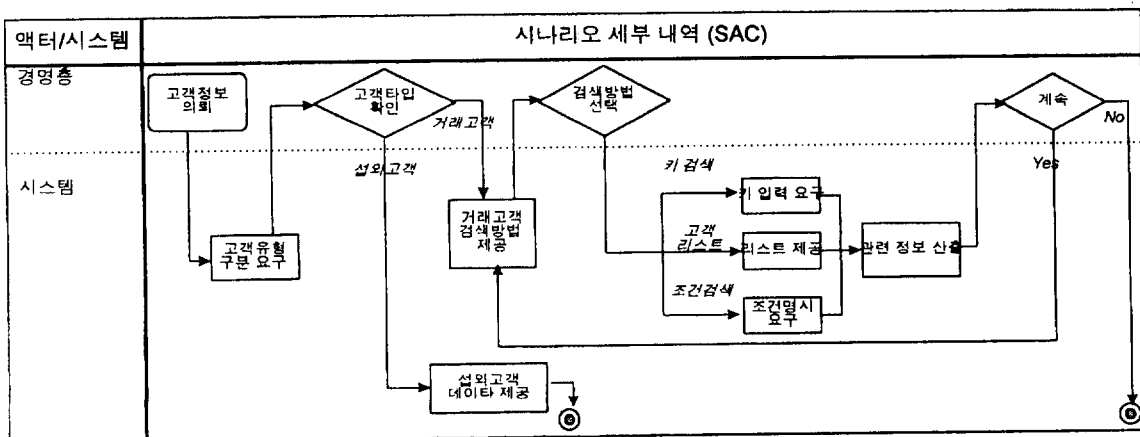 액터/시스템
시나리오 세부 내역 (SAC)
경영층
고객정보
의뢰
고객타입
확인
거래고객
검색방법
선택
계속
No
섭외고객
Yes
시스템
키 검색
키 입력 요구
거래고객
검색방법
제공
고객유형
구분 요구
고객
리스트
리스트 제공
관련 정보 산출
조건검색
조건명시
요구
섭외고객
데이타 제공